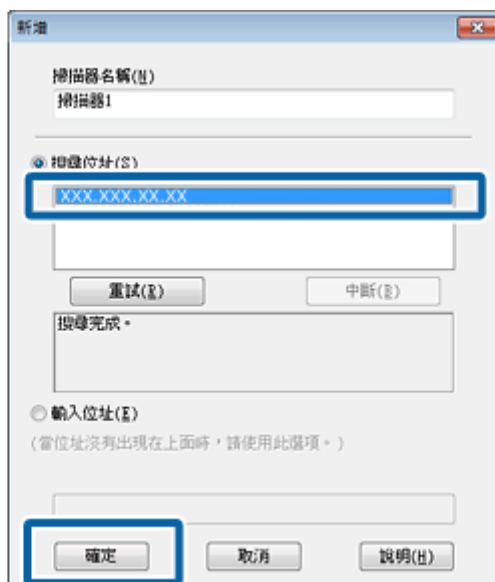 新增
掃描器名稱(N)
掃描器1
搜尋位址(S)
XXX.XXX.XX.XX
重試(R) 中斷(B)
搜尋完成。
輸入位址(E)
(當位址沒有出現在上面時，請使用此選項。)
確定 取消 說明(H)